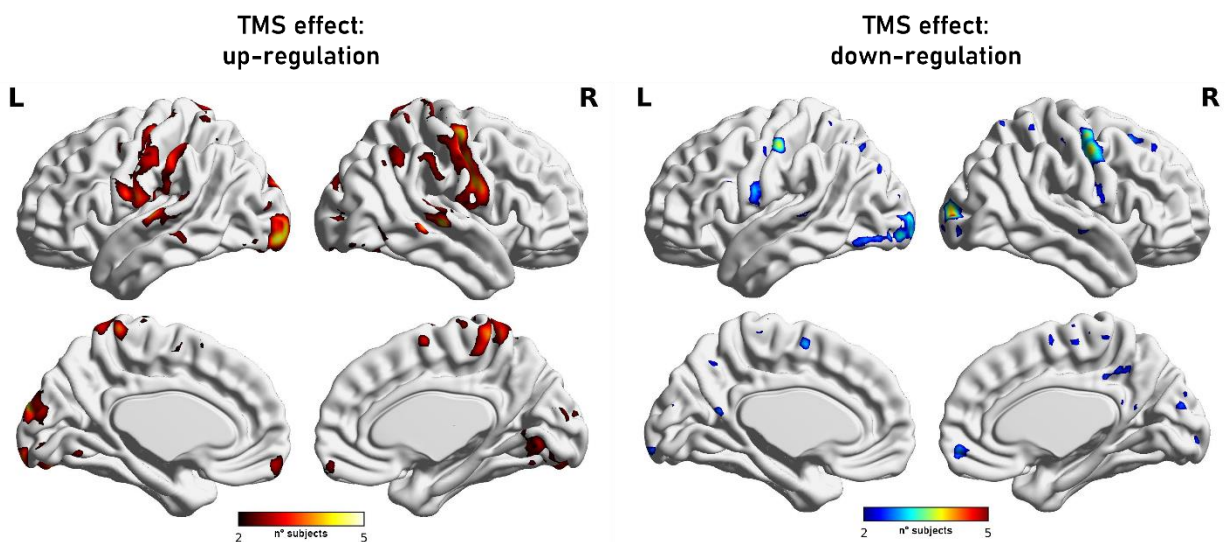 TMS effect:
up-regulation
L
R
2
n° subjects
5
TMS effect:
down-regulation
L
R
2
n° subjects
5